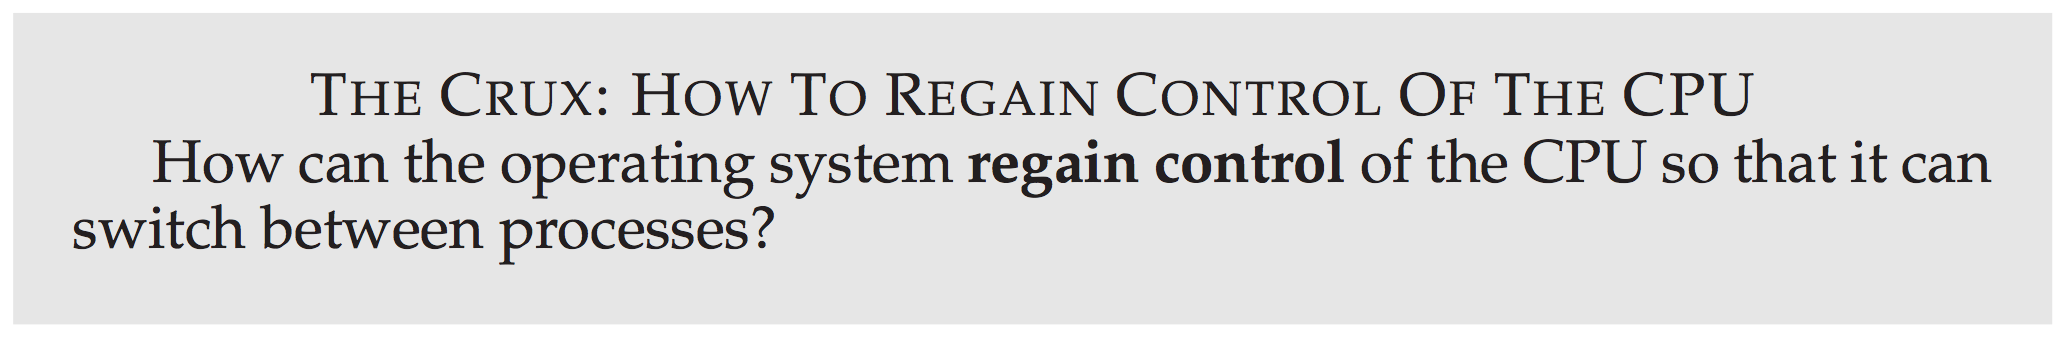 THE CRUX: HOW TO REGAIN CONTROL OF THE CPU
How can the operating system regain control of the CPU so that it can
switch between processes?